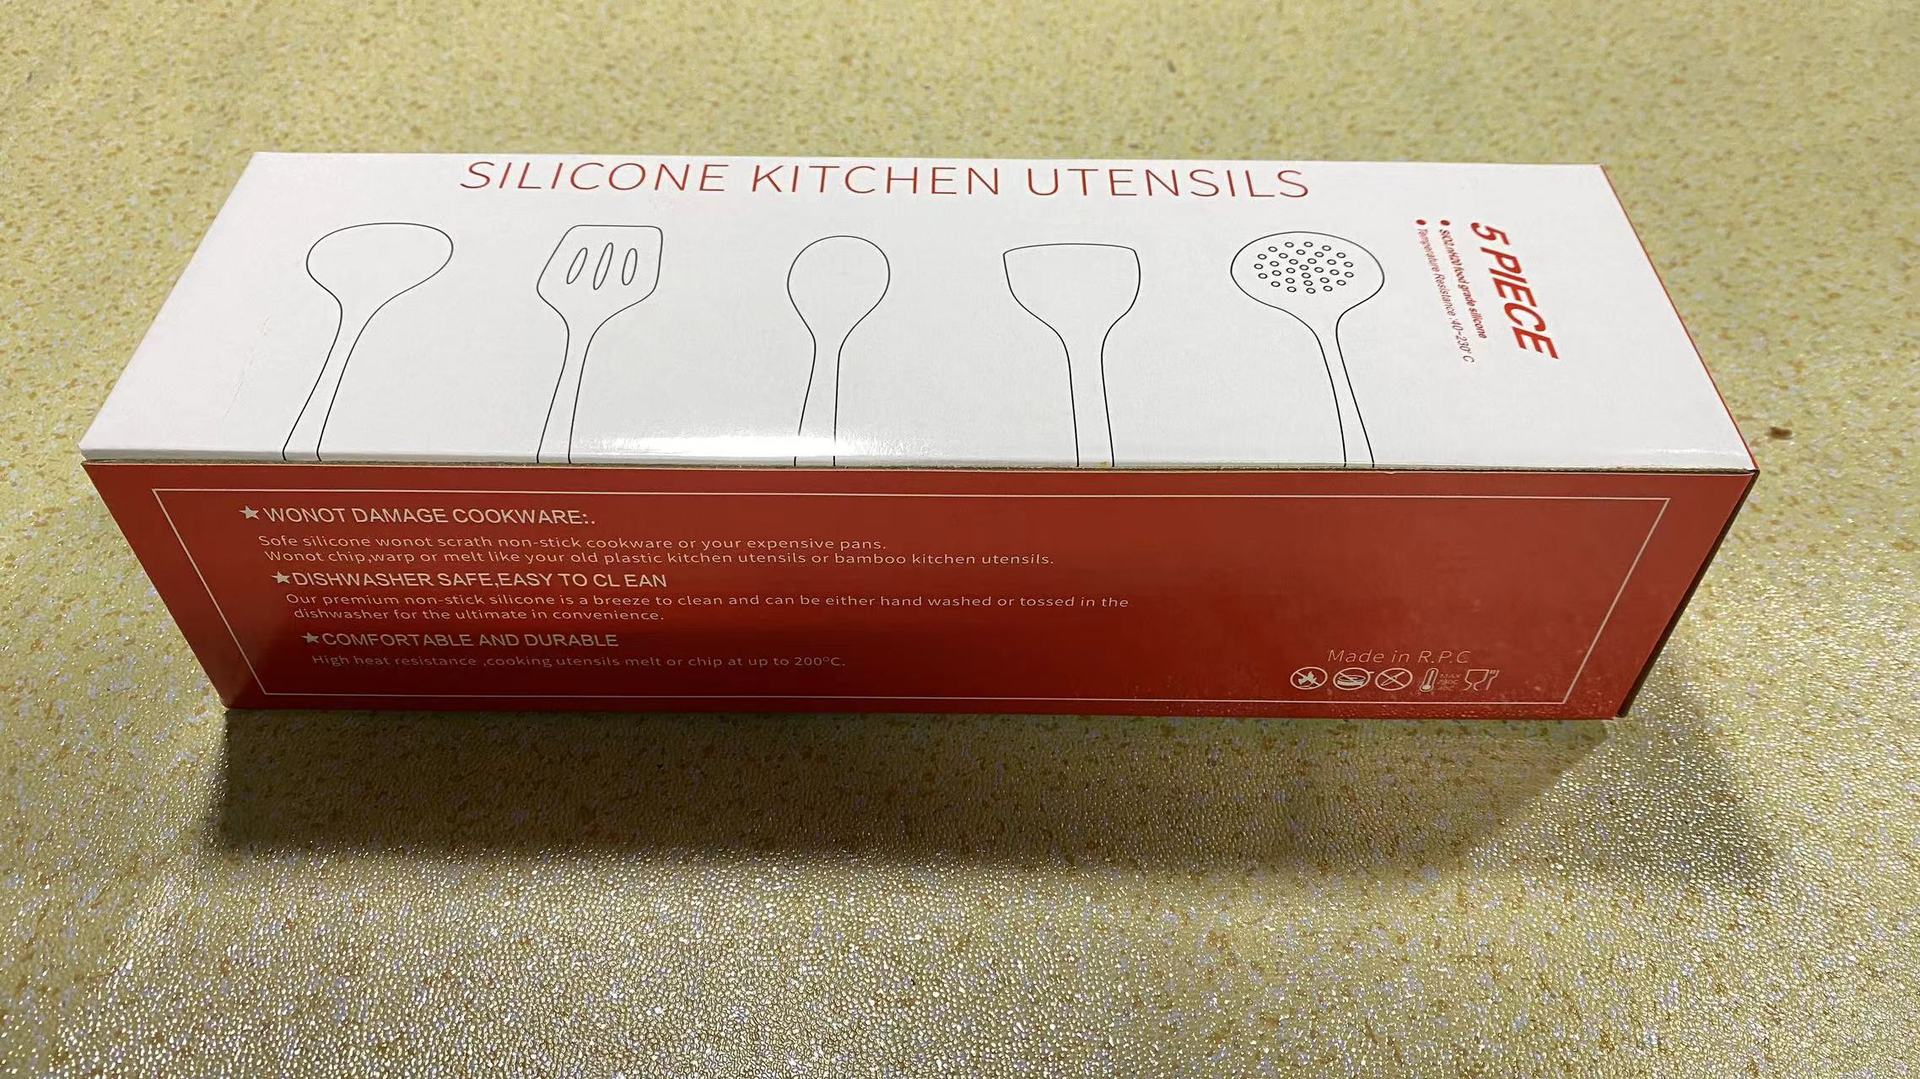 SILICONE KITCHEN UTENSILS
5 PIECE
food grade silicone
Temperature Resistance
★WONOT DAMAGE COOKWARE:.
Sofe silicone wonot scrath non-stick cookware or your expensive pans.
Wonot chip,warp or melt like your old plastic kitchen utensils or bamboo kitchen utensils.
★DISHWASHER SAFE,EASY TO CL EAN
Our premium non-stick silicone is a breeze to clean and can be either hand washed or tossed in the
dishwasher for the ultimate in convenience.
★COMFORTABLE AND DURABLE
High heat resistance ,cooking utensils melt or chip at up to 200°C.
Made in R.P.C
MAX